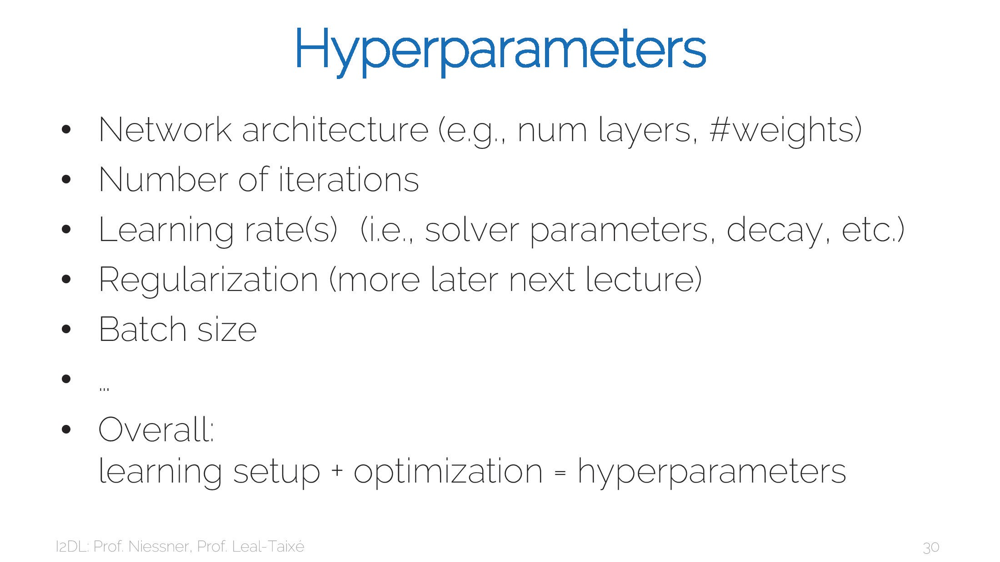 Hyperparameters
• Network architecture (e.g., num layers, #weights)
• Number of iterations
• Learning rate(s) (i.e., solver parameters, decay, etc.)
• Regularization (more later next lecture)
• Batch size
• ...
• Overall:
learning setup + optimization = hyperparameters
I2DL: Prof. Niessner, Prof. Leal-Taixé
30